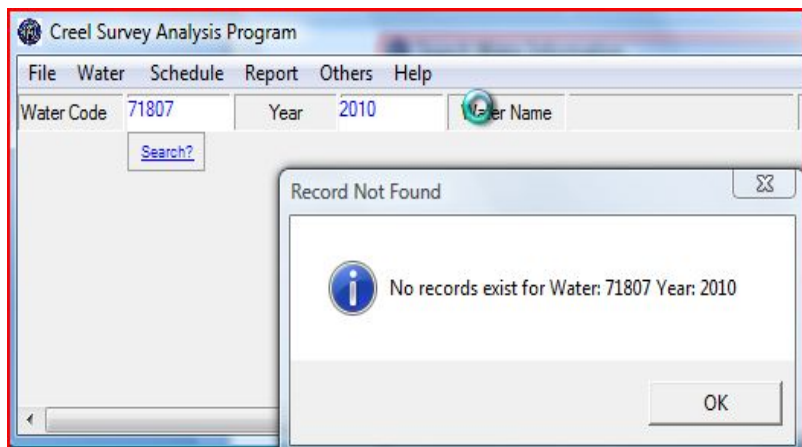 Creel Survey Analysis Program
File Water Schedule Report Others Help
Water Code 71807 Year 2010 Water Name
Search?
Record Not Found
No records exist for Water: 71807 Year: 2010
OK